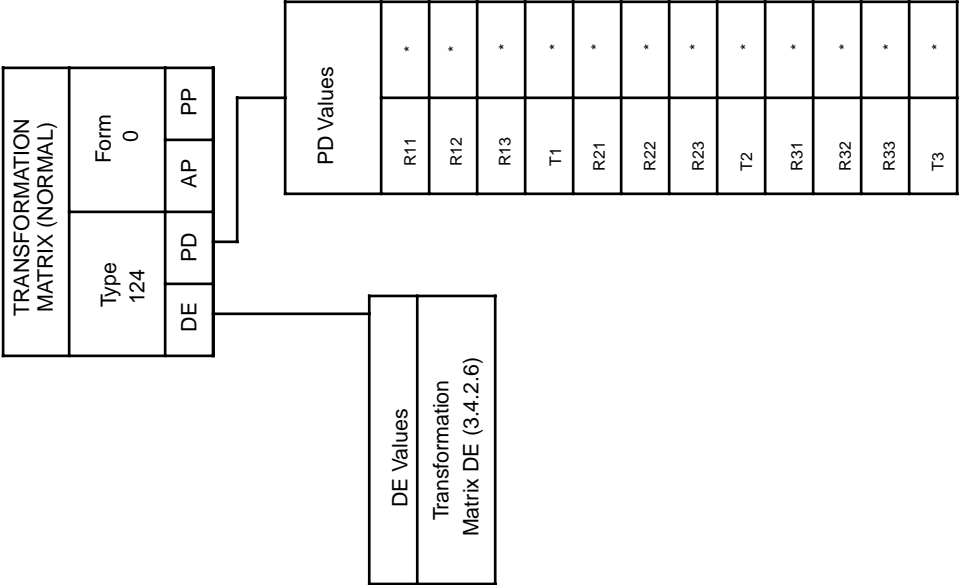 TRANSFORMATION
MATRIX (NORMAL)
Type
124
Form
0
DE
PD
AP
PP
DE Values
Transformation
Matrix DE (3.4.2.6)
PD Values
R11 *
R12 *
R13 *
T1 *
R21 *
R22 *
R23 *
T2 *
R31 *
R32 *
R33 *
T3 *